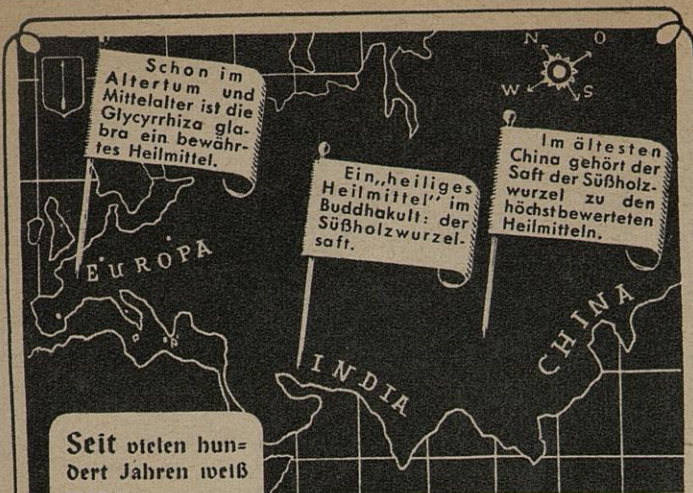 Schon im
Altertum und
Mittelalter ist die
Glycyrrhiza gla-
bra ein bewähr-
tes Heilmittel.
Ein „heiliges
Heilmittel" im
Buddhakult: der
Süßholzwurzel-
saft.
Im ältesten
China gehört der
Saft der Süßholz-
wurzel zu den
höchstbewerteten
Heilmitteln.
N O
W S
EUROPA
INDIA
CHINA
Seit vielen hun=
dert Jahren weiß